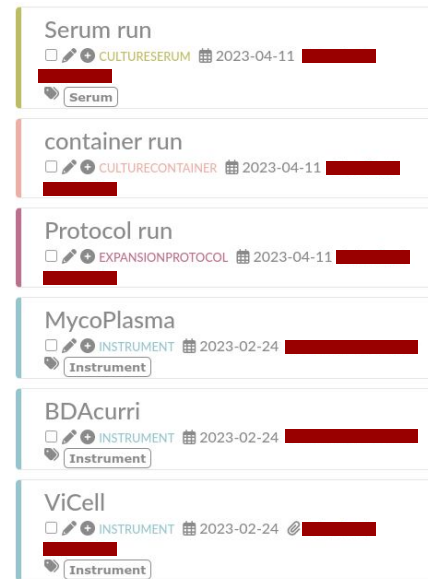 Serum run
CULTURESERUM 2023-04-11
Serum
container run
CULTURECONTAINER 2023-04-11
Protocol run
EXPANSIONPROTOCOL 2023-04-11
MycoPlasma
INSTRUMENT 2023-02-24
Instrument
BDAcurri
INSTRUMENT 2023-02-24
Instrument
ViCell
INSTRUMENT 2023-02-24
Instrument